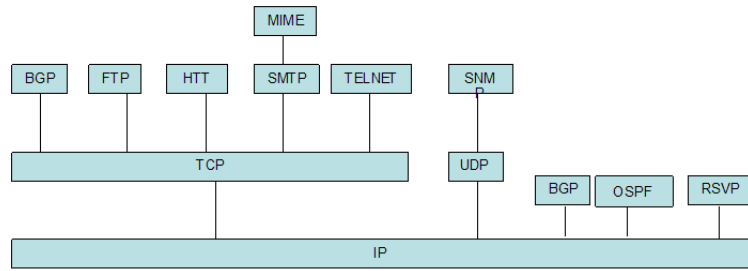 MIME
BGP FTP HTT SMTP TELNET SNM
P
TCP UDP
BGP OSPF RSVP
IP